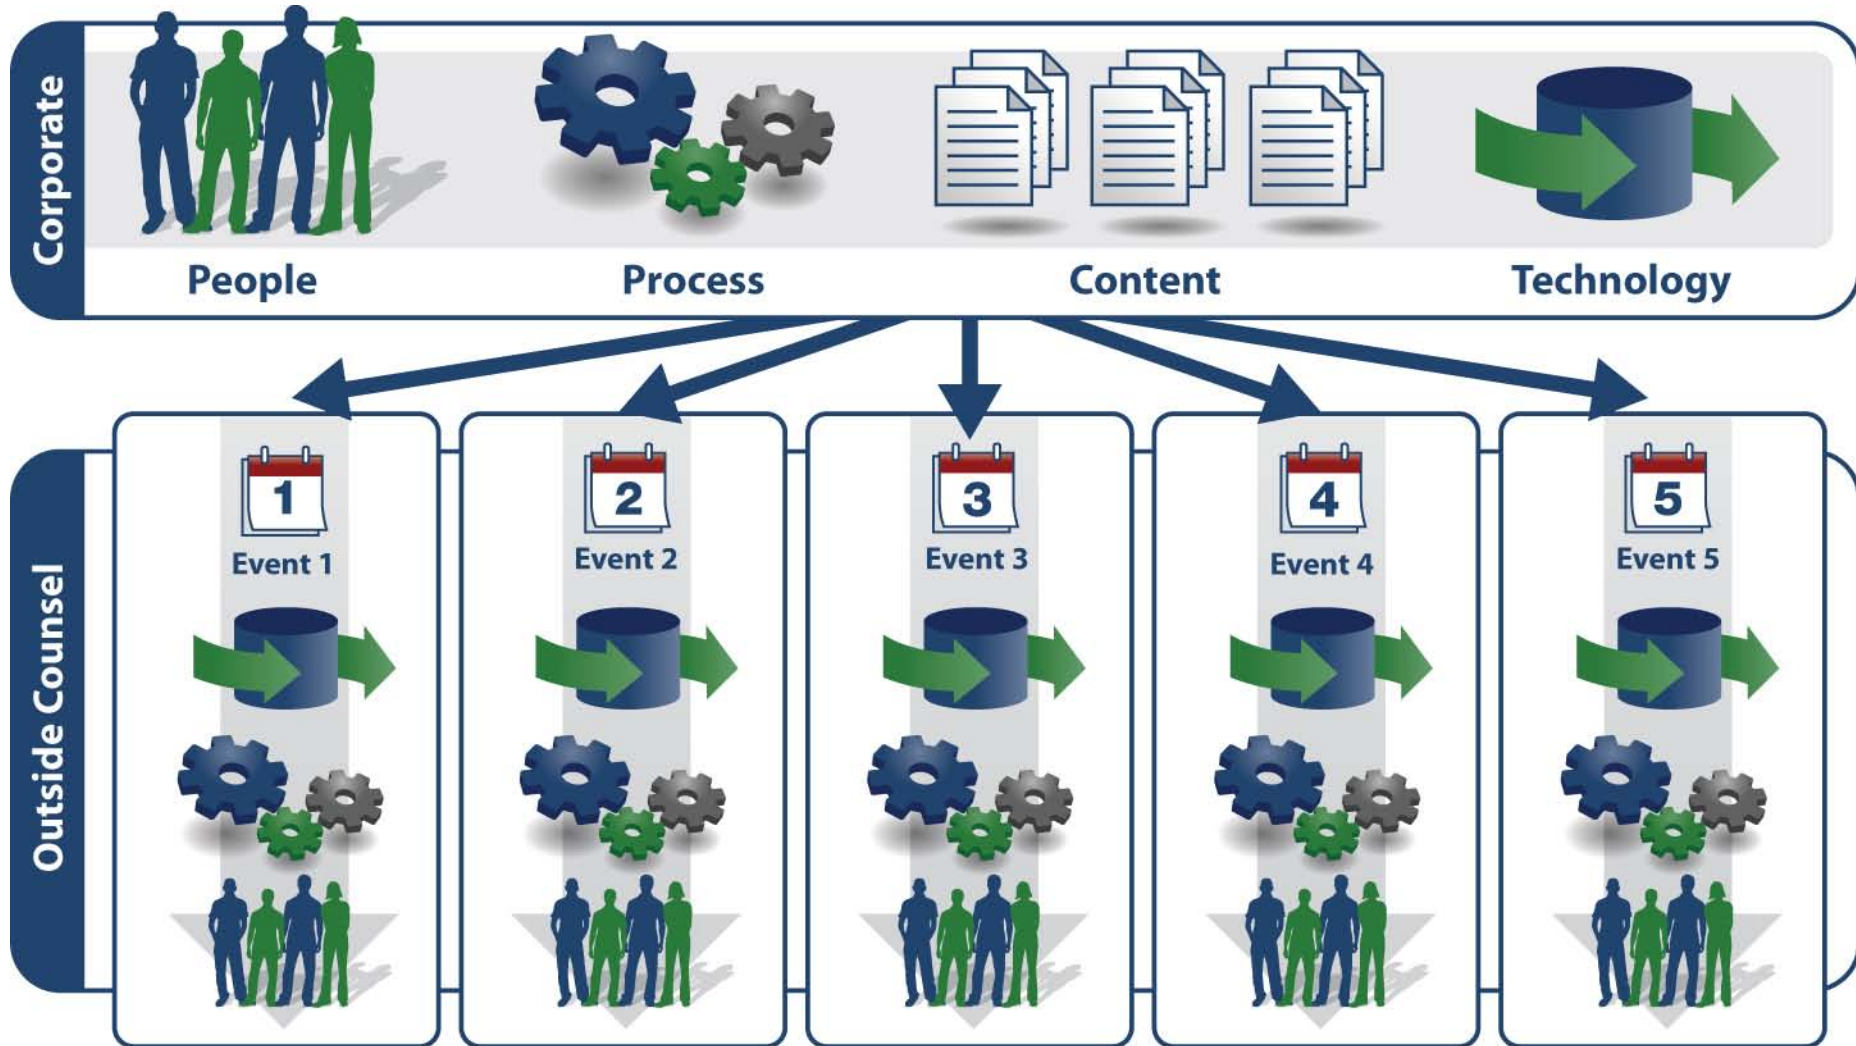 Corporate
People
Process
Content
Technology
Outside Counsel
1
Event 1
2
Event 2
3
Event 3
4
Event 4
5
Event 5